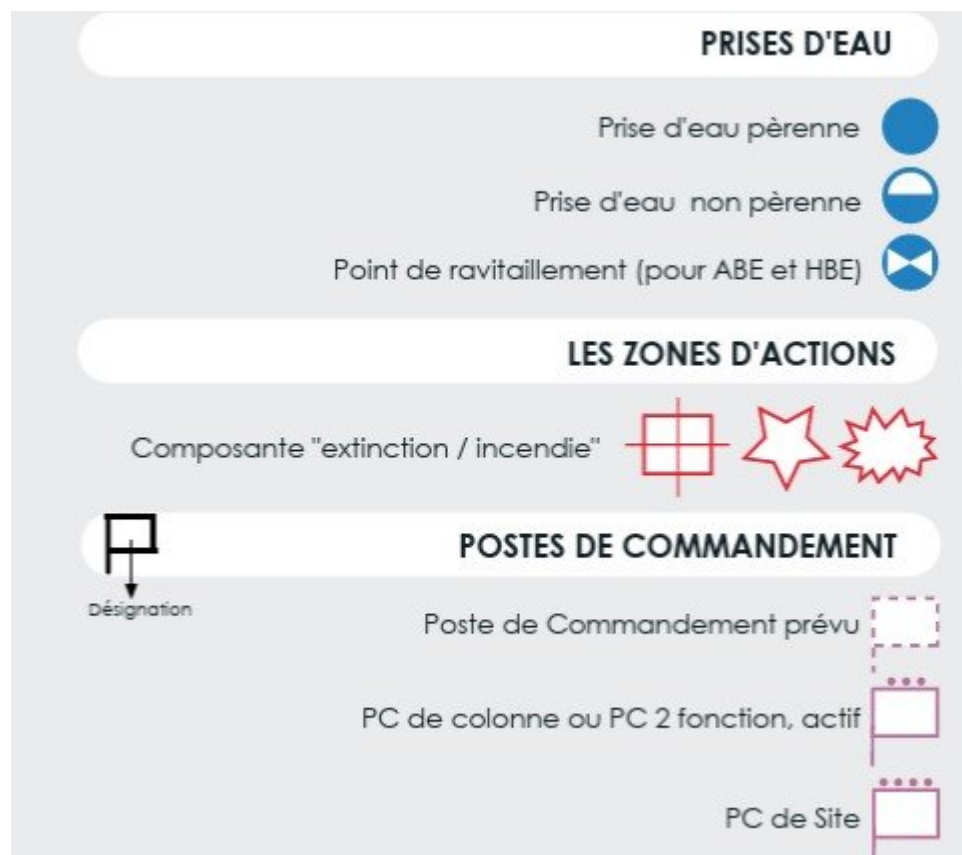 PRISES D'EAU
Prise d'eau pèrenne
Prise d'eau non pèrenne
Point de ravitaillement (pour ABE et HBE)
LES ZONES D'ACTIONS
Composante "extinction / incendie"
POSTES DE COMMANDEMENT
Désignation
Poste de Commandement prévu
PC de colonne ou PC 2 fonction, actif
PC de Site